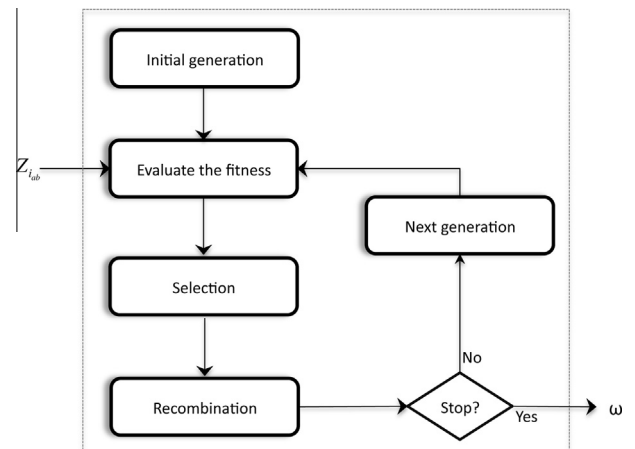 Initial generation
Z_{i_{ab}}
Evaluate the fitness
Next generation
Selection
No
Recombination
Stop?
Yes
ω